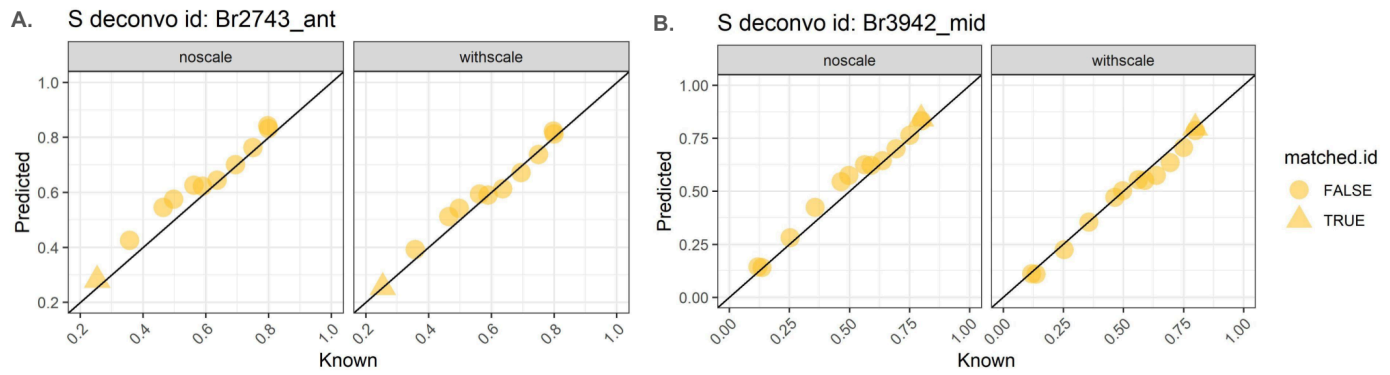 A.
S deconvo id: Br2743_ant
noscale
withscale
1.0
0.8
0.6
0.4
0.2
Predicted
0.2
0.4
0.6
0.8
1.0
0.2
0.4
0.6
0.8
1.0
Known
B.
S deconvo id: Br3942_mid
noscale
withscale
1.00
0.75
0.50
0.25
0.00
Predicted
0.00
0.25
0.50
0.75
1.00
0.00
0.25
0.50
0.75
1.00
Known
matched.id
FALSE
TRUE